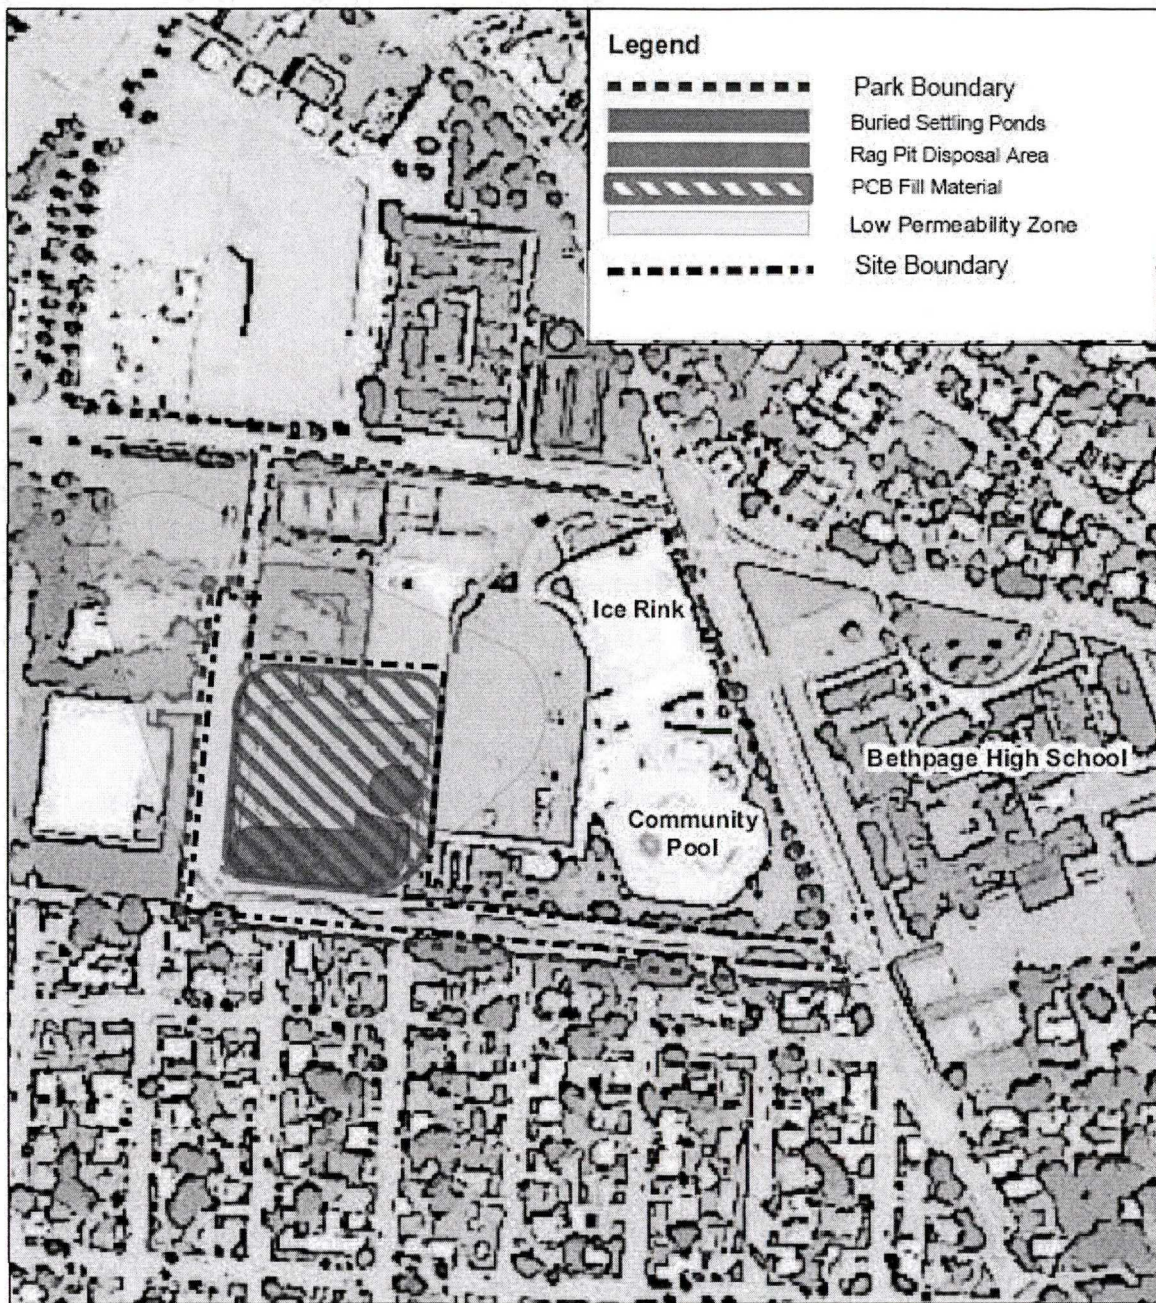 Legend
Park Boundary
Buried Settling Ponds
Rag Pit Disposal Area
PCB Fill Material
Low Permeability Zone
Site Boundary
Ice Rink
Bethpage High School
Community
Pool